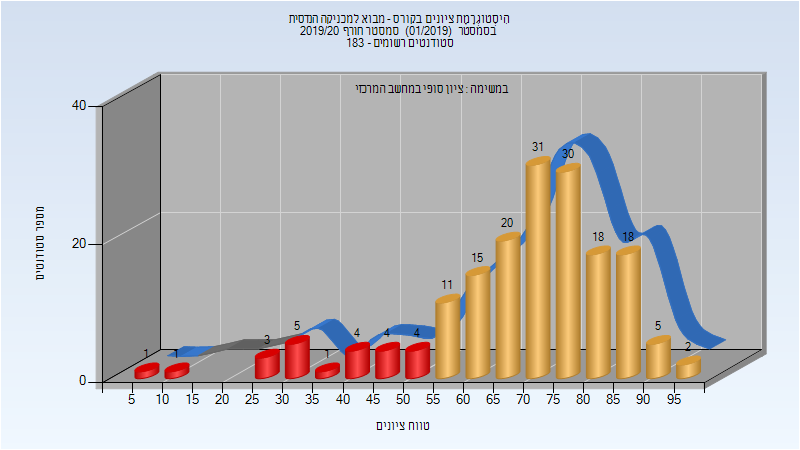 היסטוגרמת ציונים בקורס - מבוא למכניקה הנדסית
בסמסטר (01/2019) סמסטר חורף 2019/20
סטודנטים רשומים - 183
במשימה : ציון סופי במחשב המרכזי
מספר סטודנטים
40
20
0
1 1 3 5 1 4 4 4 11 15 20 31 30 18 18 5 2
5 10 15 20 25 30 35 40 45 50 55 60 65 70 75 80 85 90 95
טווח ציונים